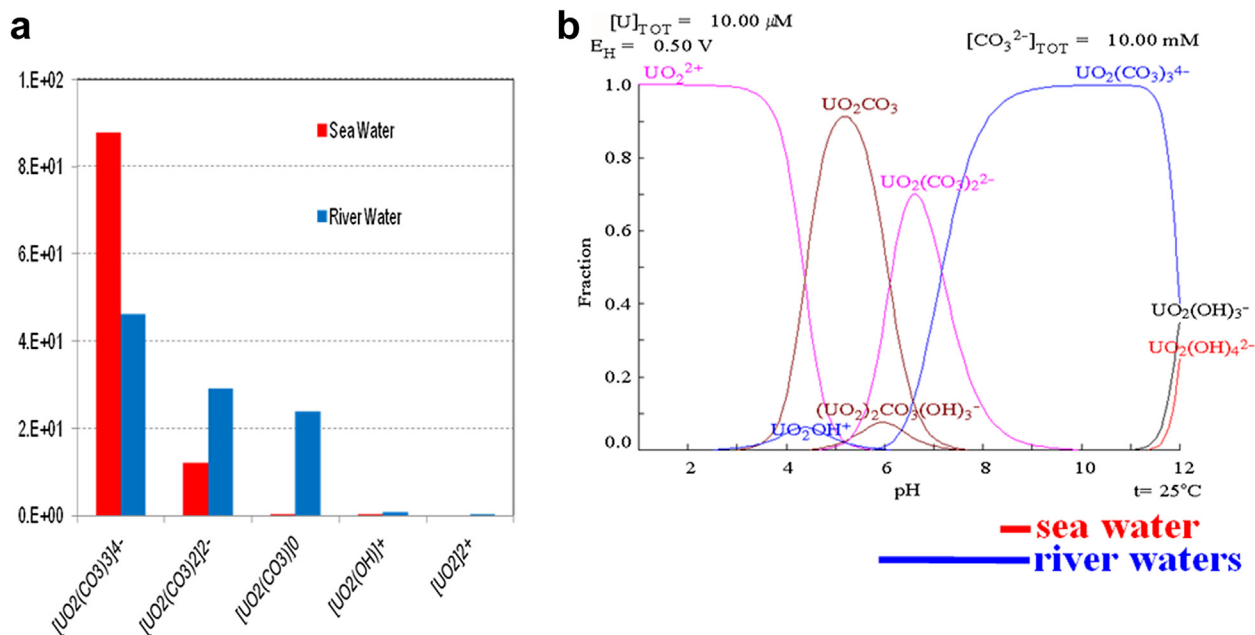 a
1.E+02
8.E+01
6.E+01
4.E+01
2.E+01
0.E+00
Sea Water
River Water
[UO2(CO3)3]4-
[UO2(CO3)2]2-
[UO2(CO3)]0
[UO2(OH)]+
[UO2]2+
b
[U]TOT = 10.00 µM
EH = 0.50 V
[CO₃²⁻]TOT = 10.00 mM
UO₂²⁺
UO₂CO₃
UO₂(CO₃)₃⁴⁻
UO₂(CO₃)₂²⁻
(UO₂)₂CO₃(OH)₃⁻
UO₂OH⁺
UO₂(OH)₃⁻
UO₂(OH)₄²⁻
Fraction
1.0
0.8
0.6
0.4
0.2
0.0
2 4 6 8 10 12
pH
t= 25°C
sea water
river waters